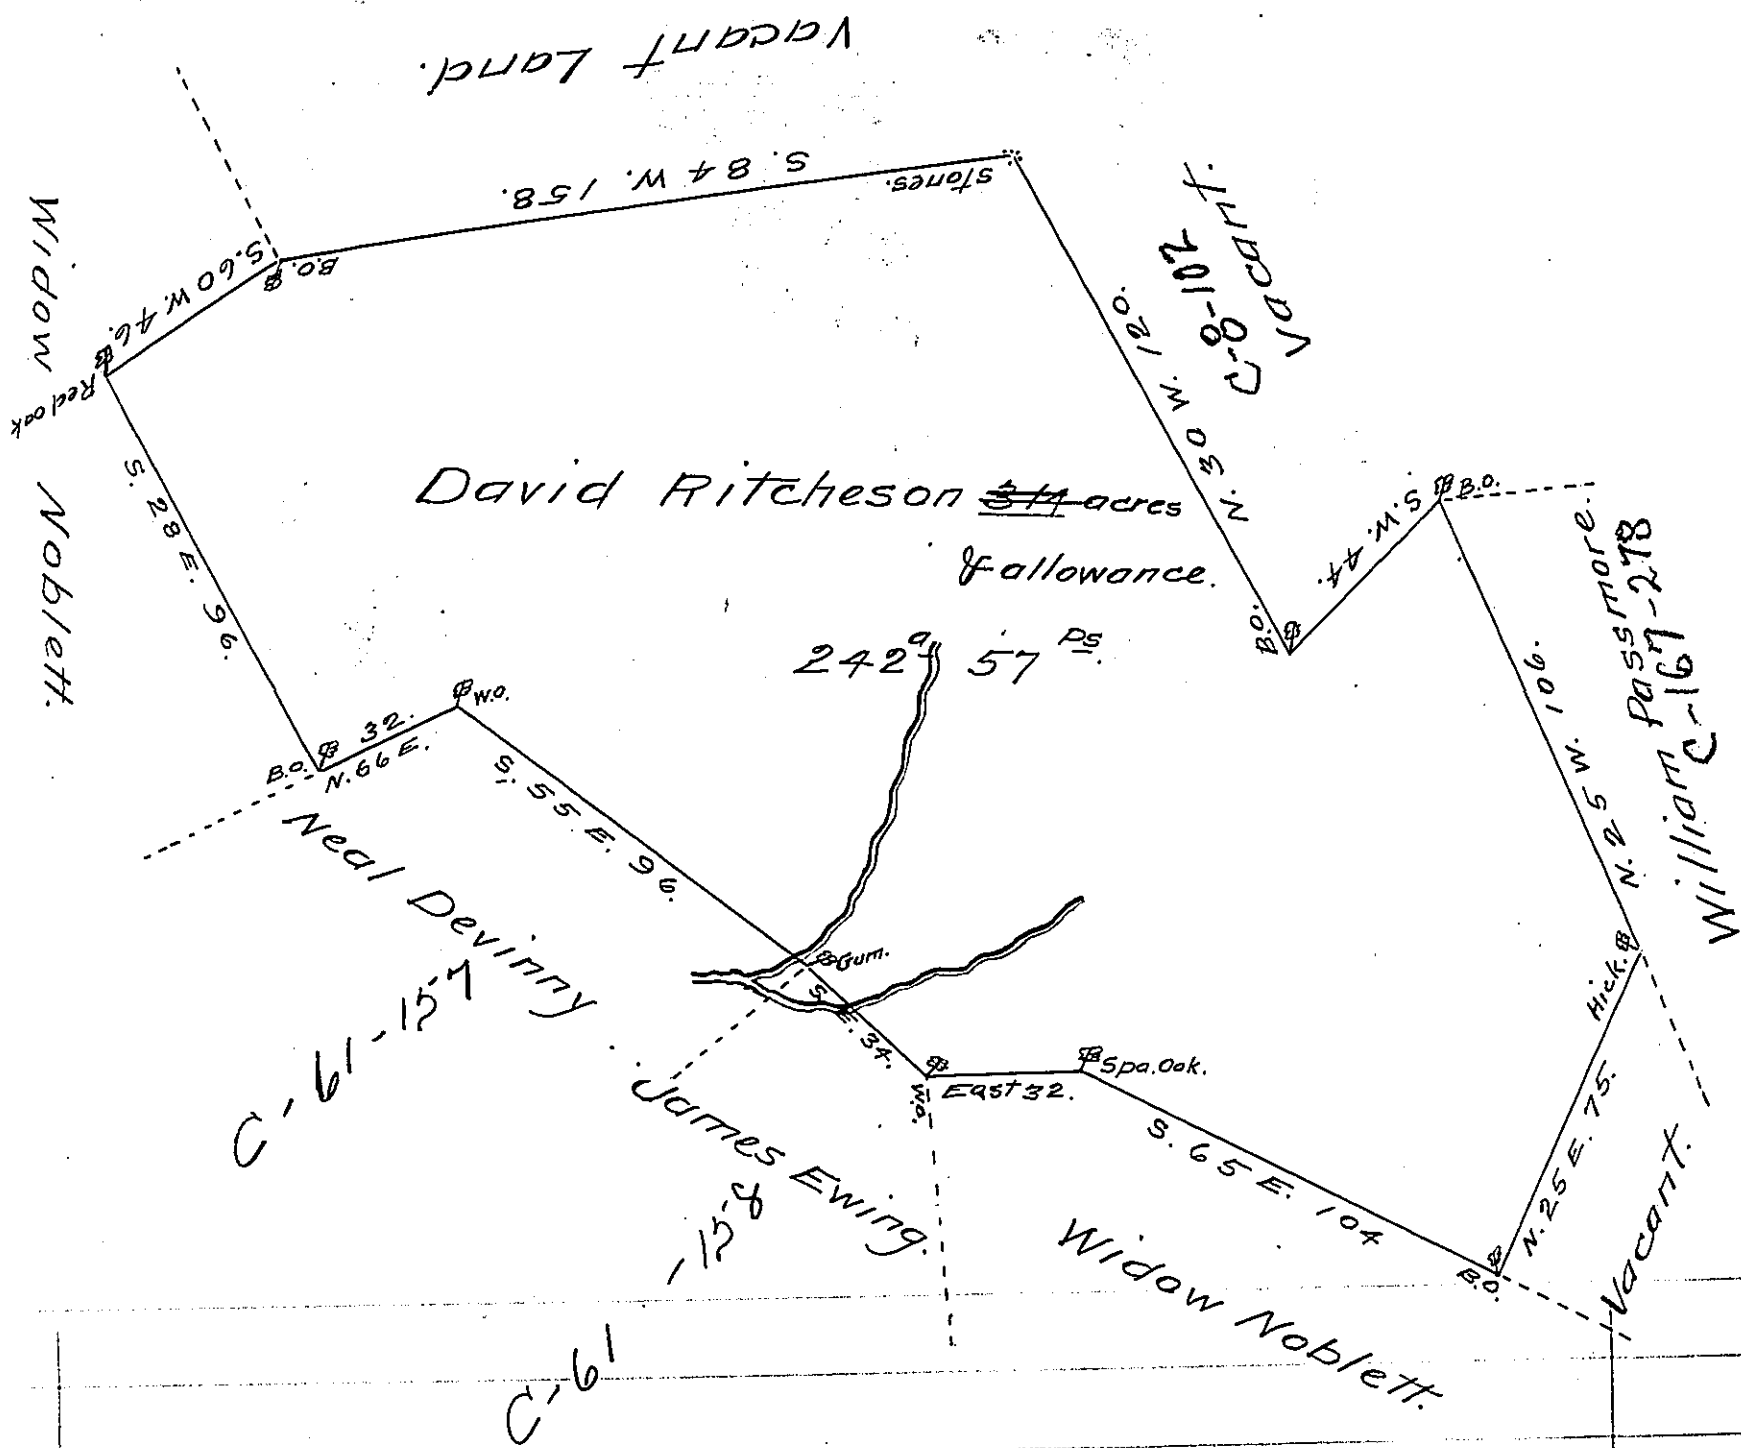 Vacant Land.
S. 84 W. 158.
stones.
B.O.
S. 60 W. 46.
Red oak
Widow Noblett.
S. 28 E. 96.
N. 30 W. 120.
C-8-102
Vacant.
David Ritcheson 314 acres
& allowance.
242a 57 Ps.
B.O.
S. W. 44.
B.O.
William Passmore.
C-167-278
N. 25 W. 106.
B.O.
32.
N. 66 E.
W.O.
S. 55 E. 96.
Neal Devinny
C-61-157
Gum.
S. E. 34.
W.O.
East 32.
Spa. Oak.
Hick.
N. 25 E. 75.
S. 65 E. 104
B.O.
Vacant.
James Ewing.
C-61-158
Widow Noblett.